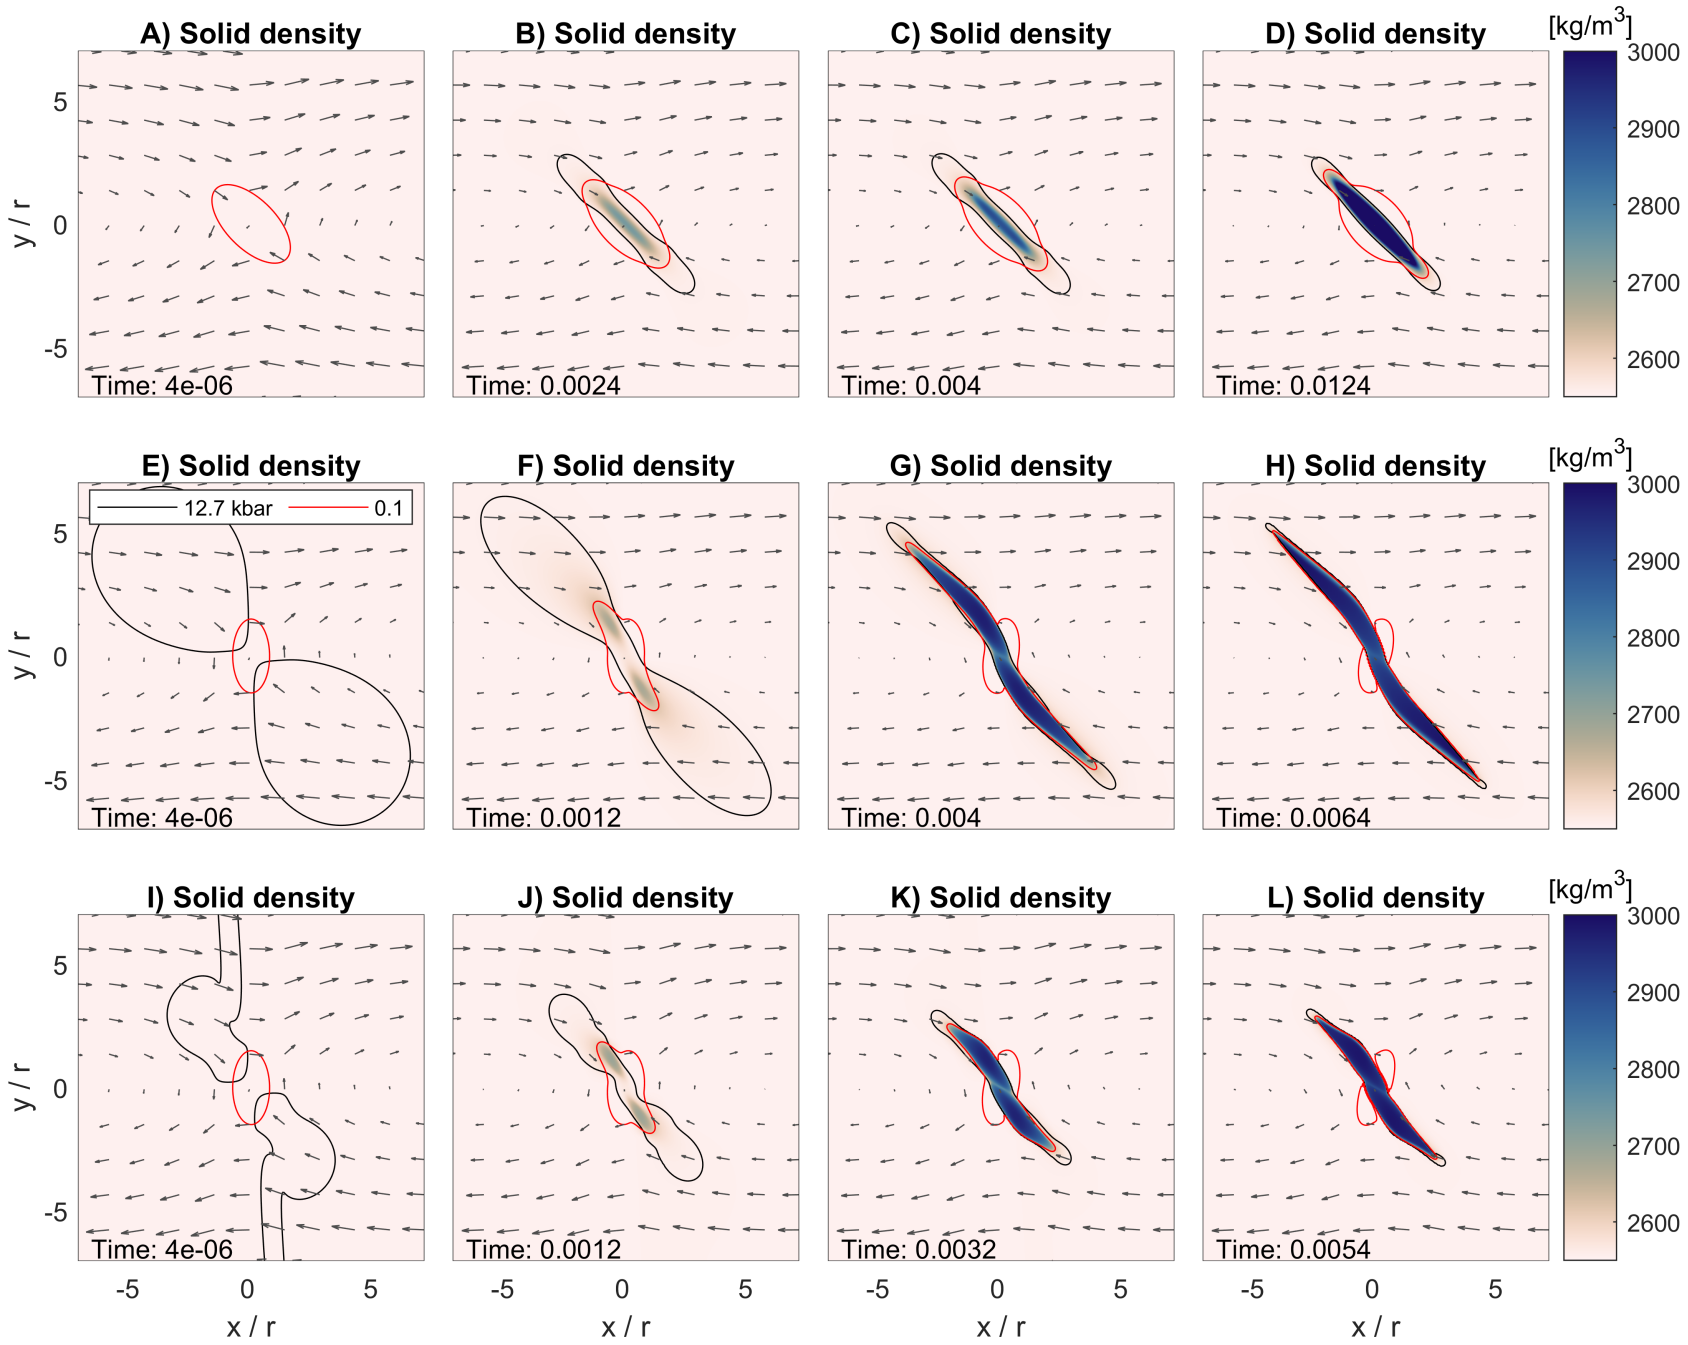 A) Solid density B) Solid density C) Solid density D) Solid density [kg/m³]
5
0
-5
y / r
Time: 4e-06 Time: 0.0024 Time: 0.004 Time: 0.0124
3000
2900
2800
2700
2600
E) Solid density F) Solid density G) Solid density H) Solid density [kg/m³]
12.7 kbar 0.1
5
0
-5
y / r
Time: 4e-06 Time: 0.0012 Time: 0.004 Time: 0.0064
3000
2900
2800
2700
2600
I) Solid density J) Solid density K) Solid density L) Solid density [kg/m³]
5
0
-5
y / r
Time: 4e-06 Time: 0.0012 Time: 0.0032 Time: 0.0054
3000
2900
2800
2700
2600
-5 0 5 -5 0 5 -5 0 5 -5 0 5
x / r x / r x / r x / r